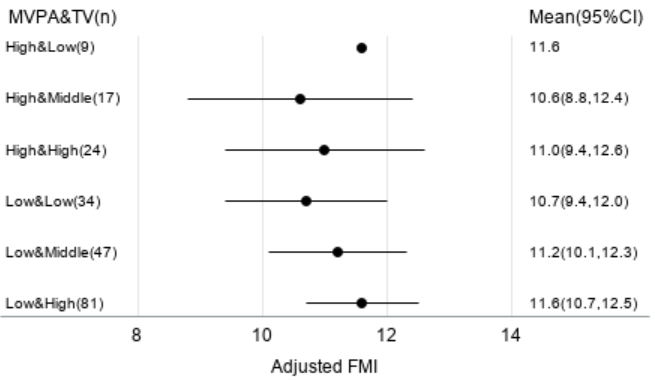 MVPA&TV(n) Mean(95%CI)
High&Low(9) 11.6
High&Middle(17) 10.6(8.8,12.4)
High&High(24) 11.0(9.4,12.6)
Low&Low(34) 10.7(9.4,12.0)
Low&Middle(47) 11.2(10.1,12.3)
Low&High(81) 11.6(10.7,12.5)
8 10 12 14
Adjusted FMI